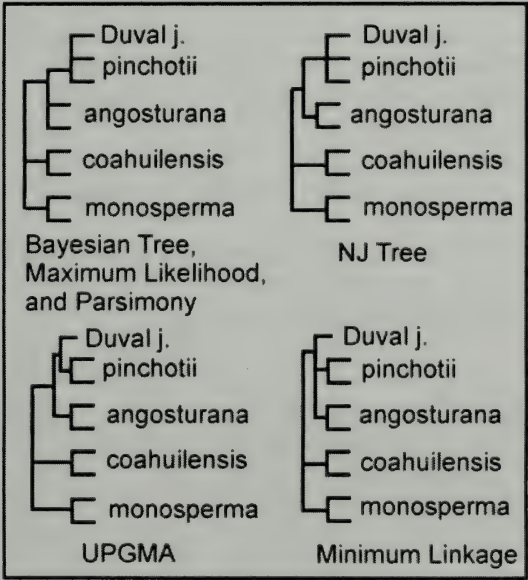 Duval j.
pinchotii
angosturana
coahuilensis
monosperma
Bayesian Tree,
Maximum Likelihood,
and Parsimony
Duval j.
pinchotii
angosturana
coahuilensis
monosperma
NJ Tree
Duval j.
pinchotii
angosturana
coahuilensis
monosperma
UPGMA
Duval j.
pinchotii
angosturana
coahuilensis
monosperma
Minimum Linkage